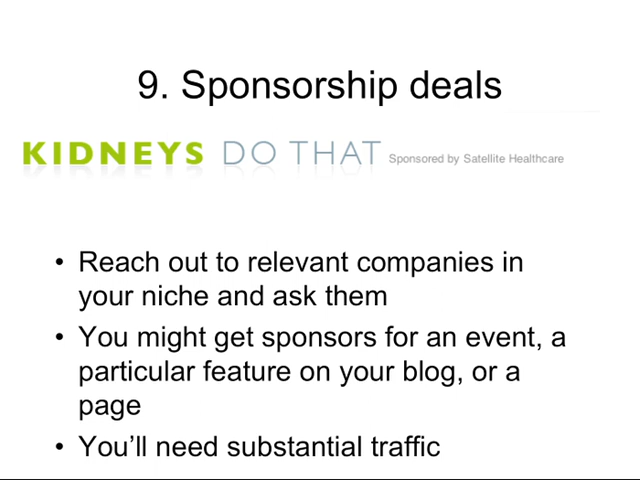 9. Sponsorship deals
KIDNEYS DO THAT Sponsored by Satellite Healthcare
• Reach out to relevant companies in
your niche and ask them
• You might get sponsors for an event, a
particular feature on your blog, or a
page
• You’ll need substantial traffic